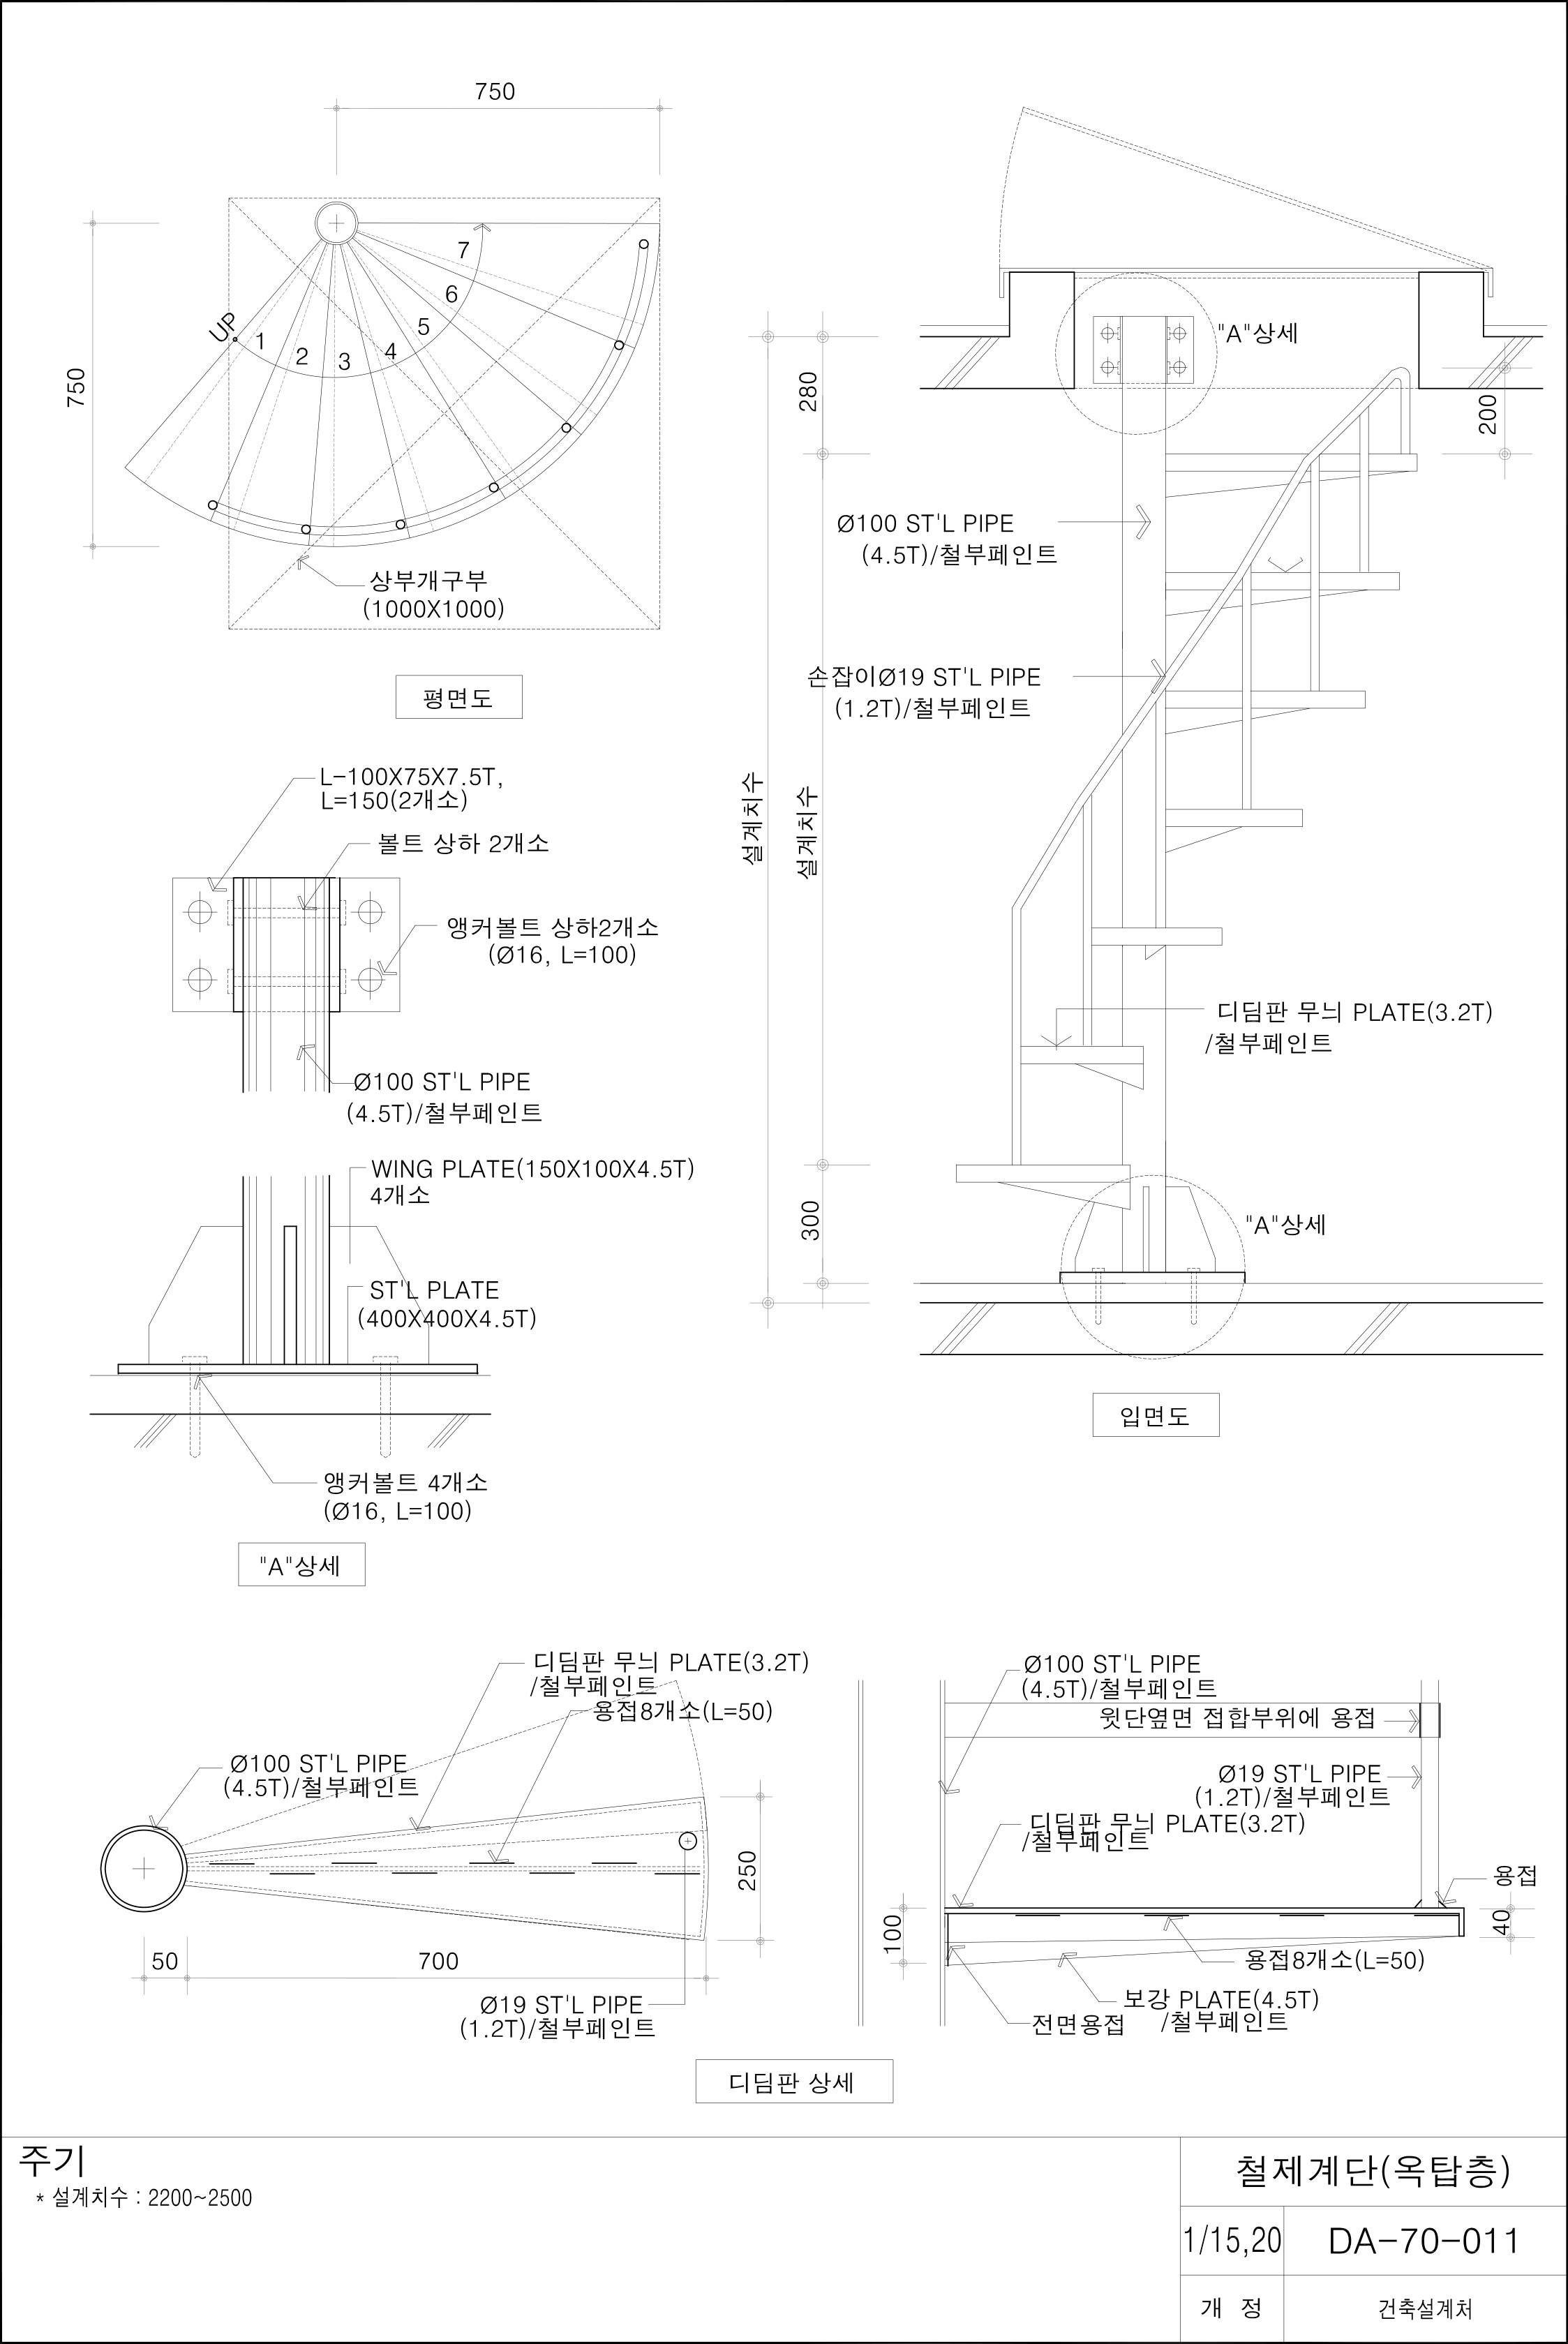 750
750
UP
1
2
3
4
5
6
7
상부개구부
(1000X1000)
평면도
"A"상세
280
200
Ø100 ST'L PIPE
(4.5T)/철부페인트
손잡이Ø19 ST'L PIPE
(1.2T)/철부페인트
설계치수
설계치수
디딤판 무늬 PLATE(3.2T)
/철부페인트
300
"A"상세
입면도
L-100X75X7.5T,
L=150(2개소)
볼트 상하 2개소
앵커볼트 상하2개소
(Ø16, L=100)
Ø100 ST'L PIPE
(4.5T)/철부페인트
WING PLATE(150X100X4.5T)
4개소
ST'L PLATE
(400X400X4.5T)
앵커볼트 4개소
(Ø16, L=100)
"A"상세
디딤판 무늬 PLATE(3.2T)
/철부페인트
용접8개소(L=50)
Ø100 ST'L PIPE
(4.5T)/철부페인트
250
50
700
Ø19 ST'L PIPE
(1.2T)/철부페인트
Ø100 ST'L PIPE
(4.5T)/철부페인트
윗단옆면 접합부위에 용접
Ø19 ST'L PIPE
(1.2T)/철부페인트
디딤판 무늬 PLATE(3.2T)
/철부페인트
용접
100
40
용접8개소(L=50)
보강 PLATE(4.5T)
/철부페인트
전면용접
디딤판 상세
주기
* 설계치수 : 2200~2500
철제계단(옥탑층)
1/15,20
DA-70-011
개 정
건축설계처